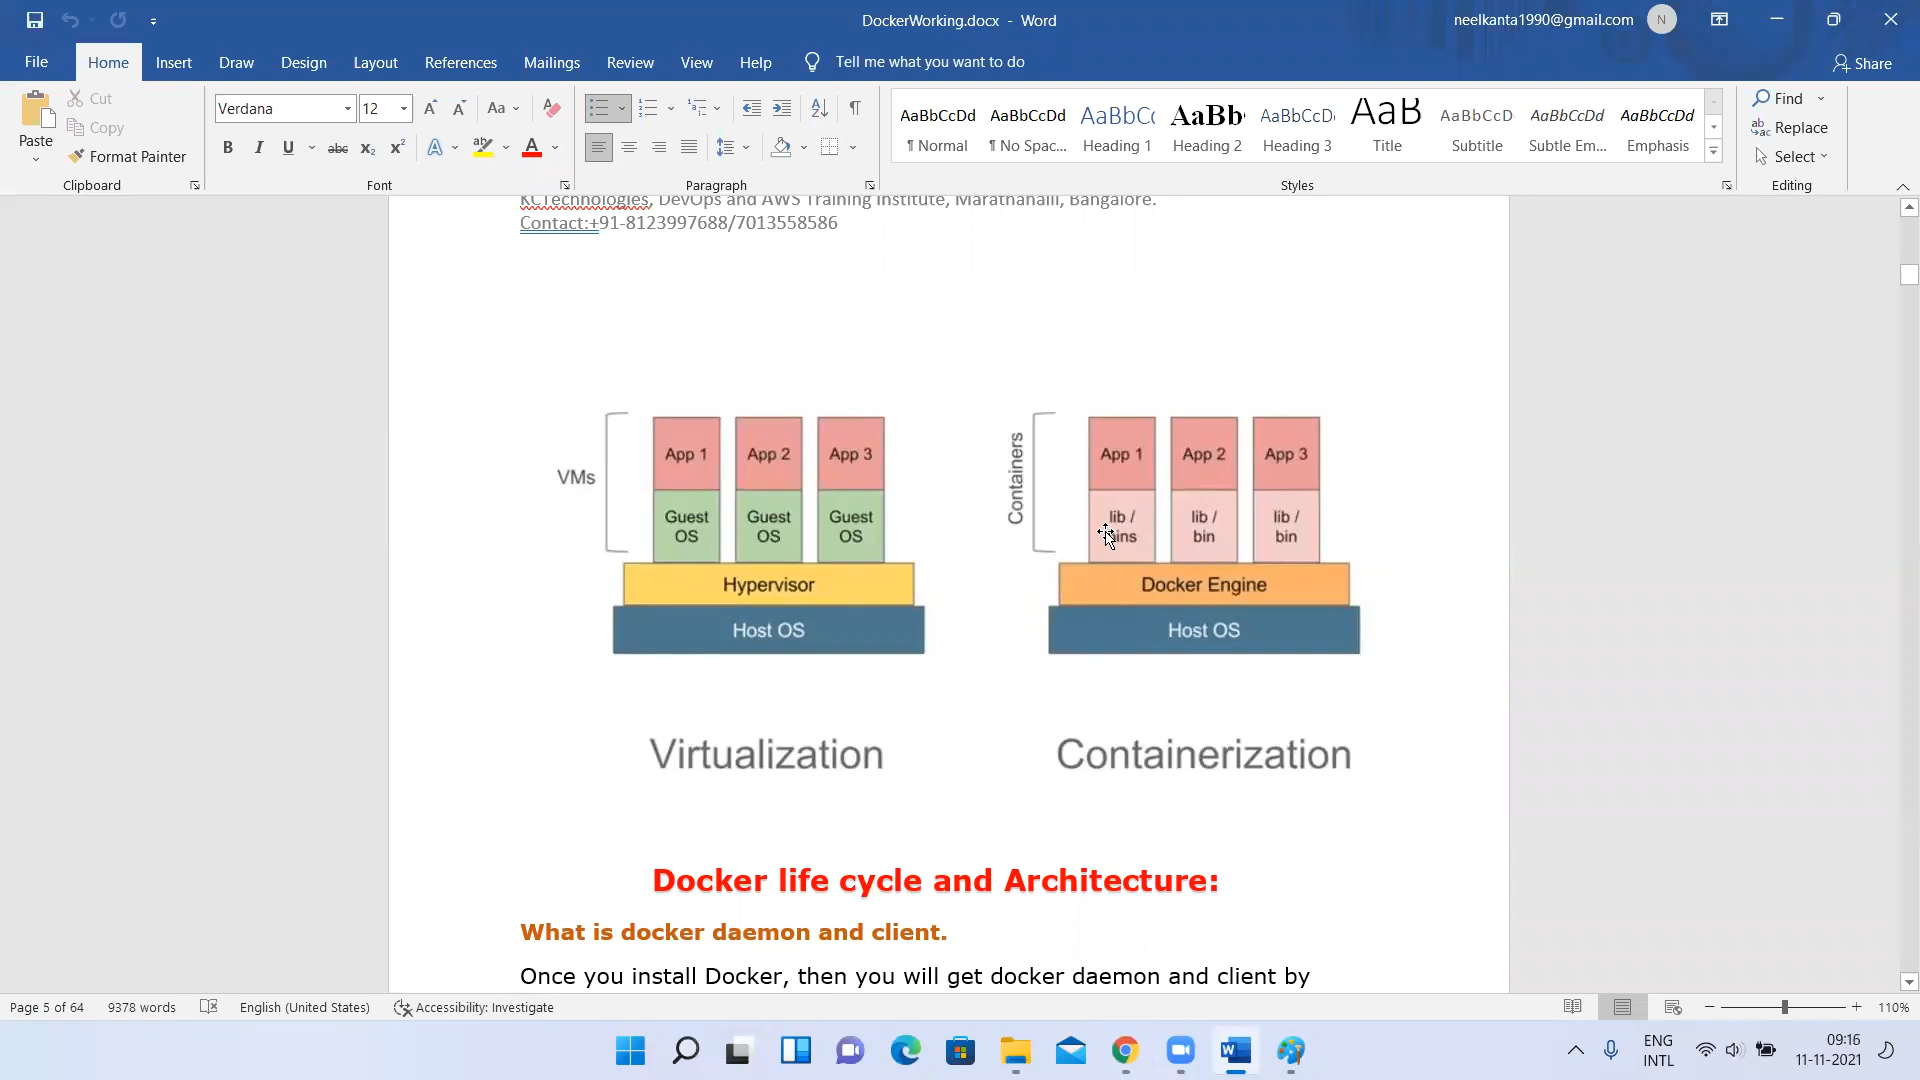 DockerWorking.docx - Word
neelkanta1990@gmail.com
N
File Home Insert Draw Design Layout References Mailings Review View Help Tell me what you want to do
Share
Paste
Cut
Copy
Format Painter
Clipboard
Verdana 12
Aa
B I U abc x₂ x² A A
Font
Paragraph
AaBbCcDd AaBbCcDd AaBbCc AaBb AaBbCcD AaB AaBbCcD AaBbCcDd AaBbCcDd
¶ Normal ¶ No Spac... Heading 1 Heading 2 Heading 3 Title Subtitle Subtle Em... Emphasis
Styles
Find
Replace
Select
Editing
KCTechnologies, DevOps and AWS Training Institute, Marathahalli, Bangalore.
Contact:+91-8123997688/7013558586
VMs
App 1 App 2 App 3
Guest OS Guest OS Guest OS
Hypervisor
Host OS
Virtualization
Containers
App 1 App 2 App 3
lib / bins lib / bin lib / bin
Docker Engine
Host OS
Containerization
Docker life cycle and Architecture:
What is docker daemon and client.
Once you install Docker, then you will get docker daemon and client by
Page 5 of 64 9378 words English (United States) Accessibility: Investigate
110%
ENG
INTL
09:16
11-11-2021